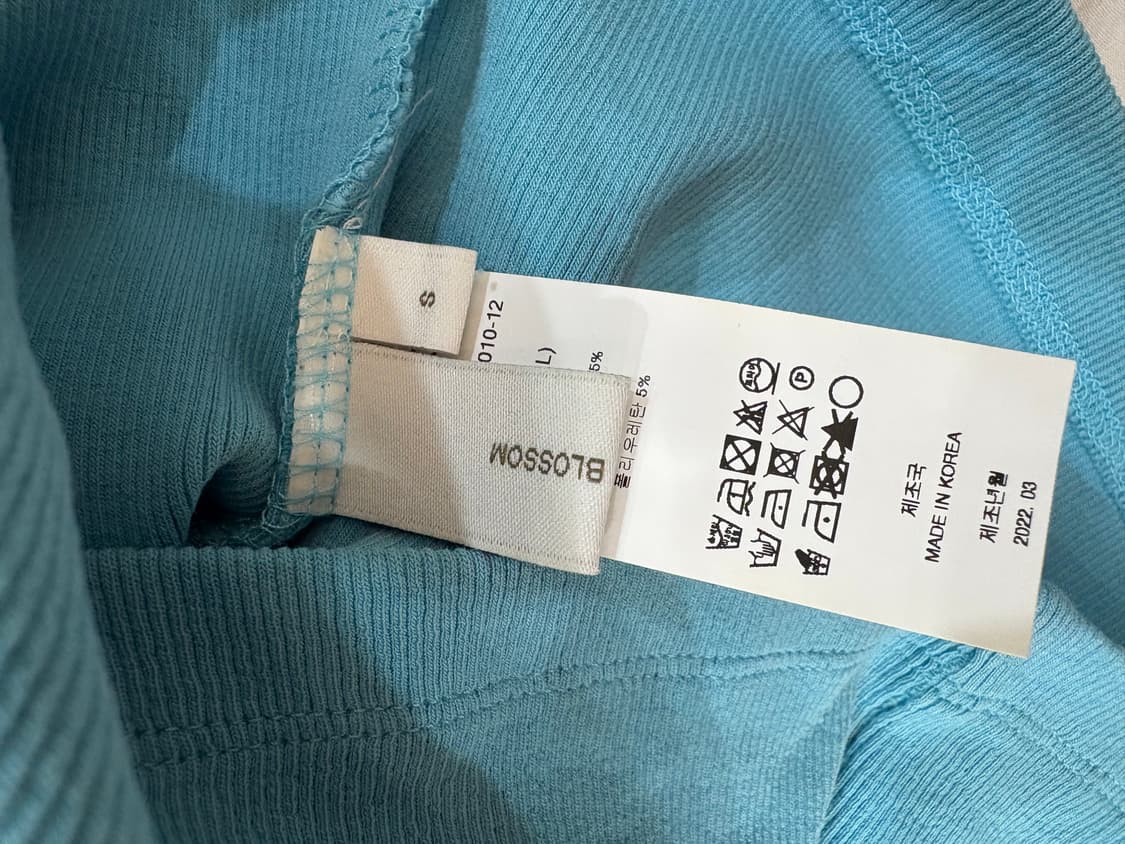 S
BLOSSOM
010-12
L)
5%
폴리우레탄 5%
제조국
MADE IN KOREA
제조년월
2022. 03